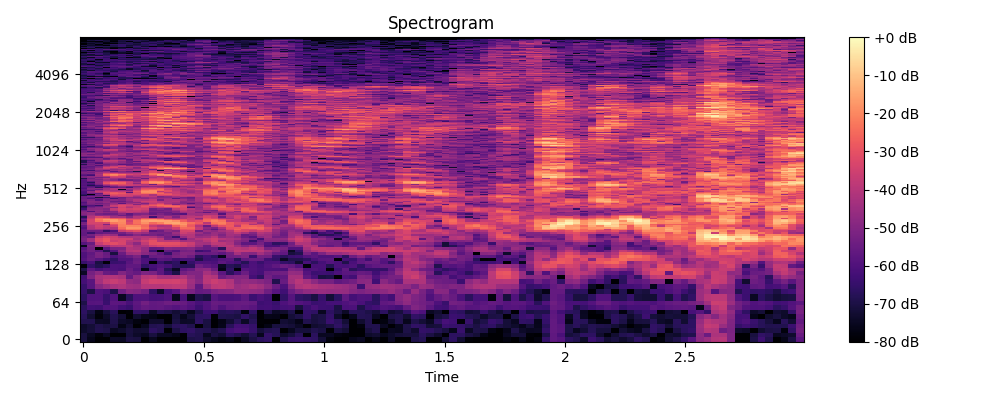 Spectrogram
+0 dB
4096
-10 dB
2048
-20 dB
1024
-30 dB
Hz
512
-40 dB
256
-50 dB
128
-60 dB
64
-70 dB
0
-80 dB
0 0.5 1 1.5 2 2.5
Time